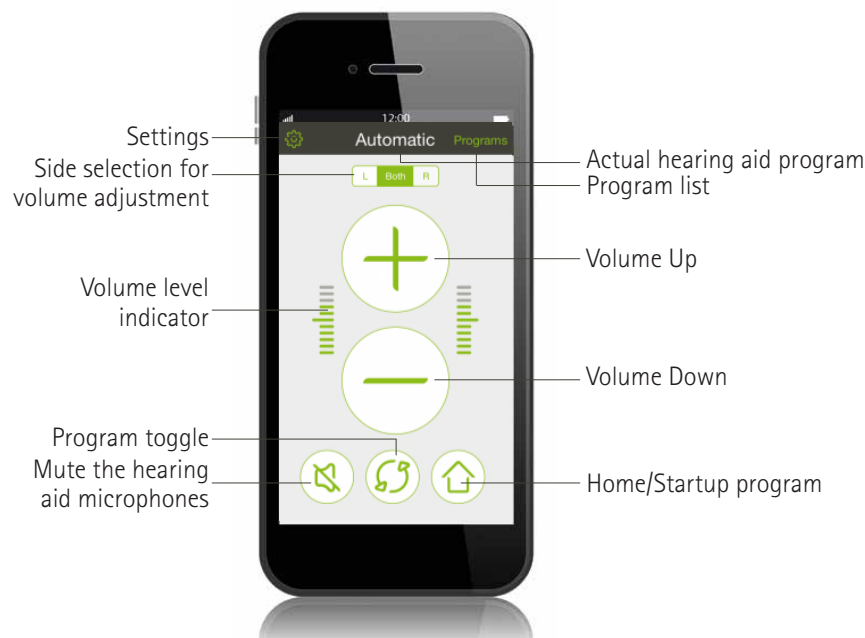 12:00
Settings
Automatic
Programs
Actual hearing aid program
Program list
Side selection for
volume adjustment
L
Both
R
Volume Up
Volume level
indicator
Volume Down
Program toggle
Mute the hearing
aid microphones
Home/Startup program